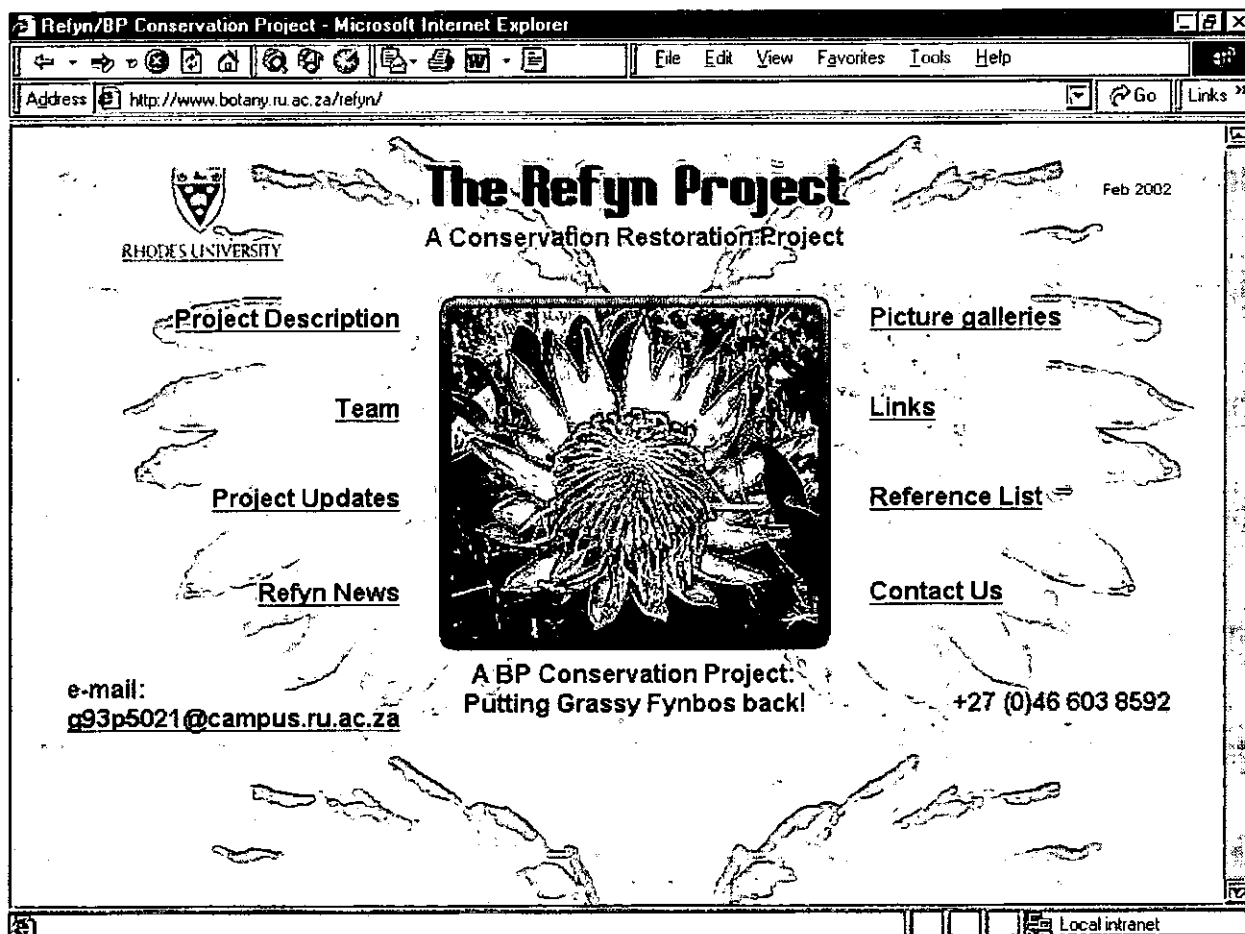 Refyn/BP Conservation Project - Microsoft Internet Explorer
File Edit View Favorites Tools Help
Address http://www.botany.ru.ac.za/refyn/ Go Links »
The Refyn Project
Feb 2002
RHODES UNIVERSITY
A Conservation Restoration Project
Project Description
Picture galleries
Team
Links
Project Updates
Reference List
Refyn News
Contact Us
A BP Conservation Project:
Putting Grassy Fynbos back!
e-mail:
g93p5021@campus.ru.ac.za
+27 (0)46 603 8592
Local intranet